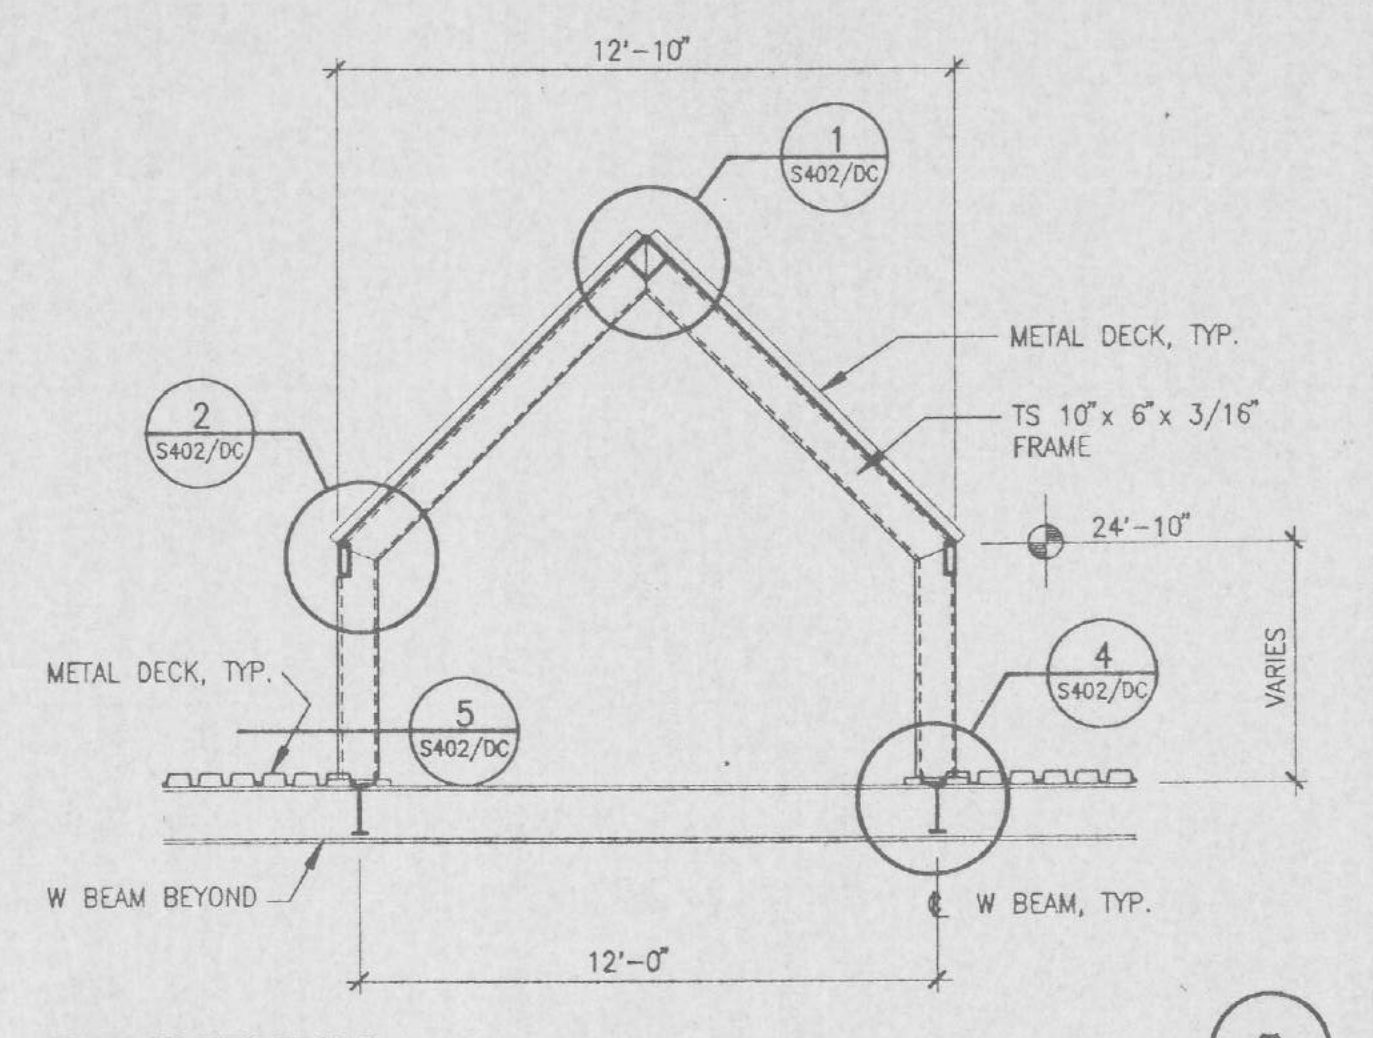 12'-10"
1
S402/DC
METAL DECK, TYP.
TS 10"x 6"x 3/16"
FRAME
2
S402/DC
24'-10"
4
S402/DC
VARIES
METAL DECK, TYP.
5
S402/DC
W BEAM BEYOND
℄ W BEAM, TYP.
12'-0"